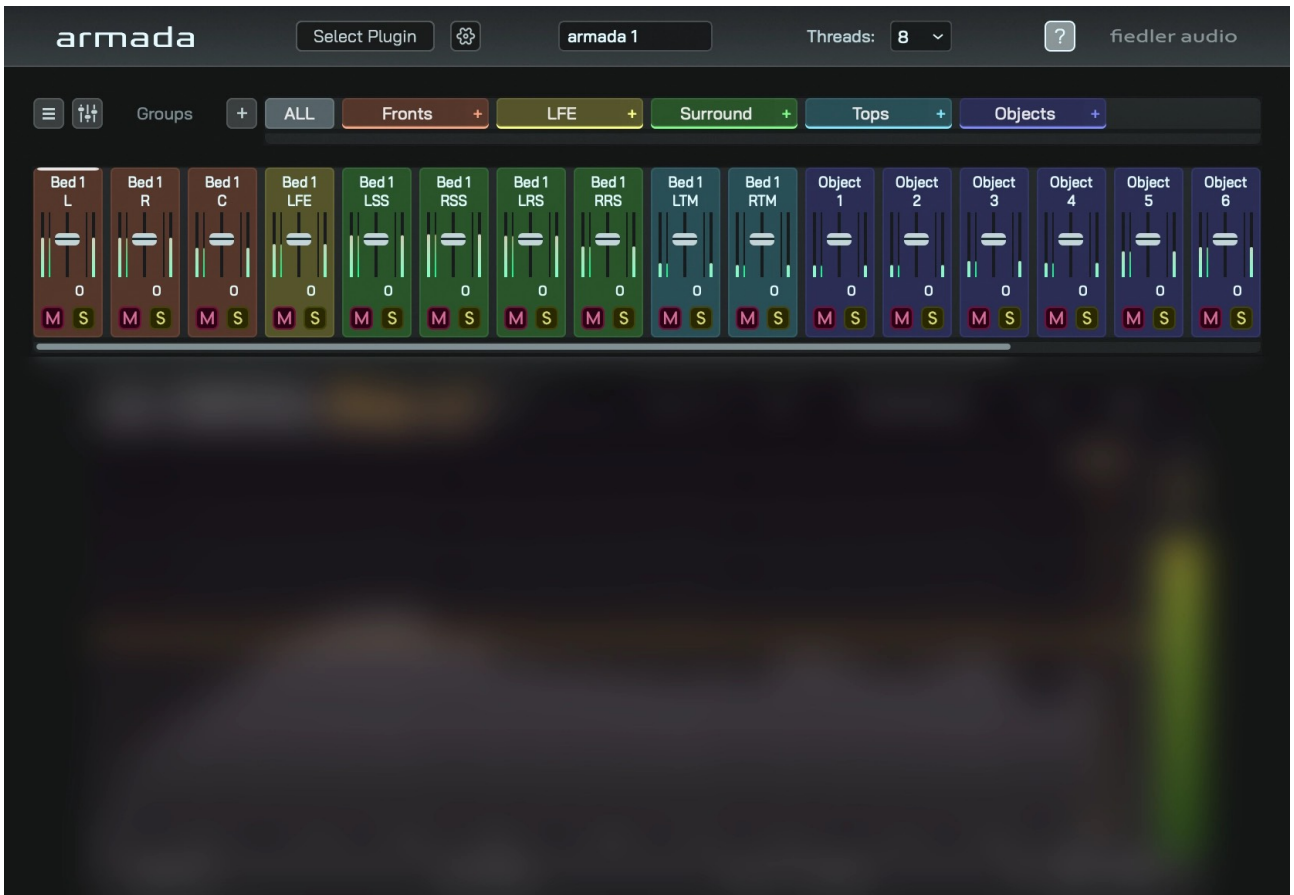 armada Select Plugin armada 1 Threads: 8 ? fiedler audio
Groups + ALL Fronts + LFE + Surround + Tops + Objects +
Bed 1 Bed 1 Bed 1 Bed 1 Bed 1 Bed 1 Bed 1 Bed 1 Bed 1 Bed 1 Object Object Object Object Object Object
L R C LFE LSS RSS LRS RRS LTM RTM 1 2 3 4 5 6
0 0 0 0 0 0 0 0 0 0 0 0 0 0 0 0
M S M S M S M S M S M S M S M S M S M S M S M S M S M S M S M S